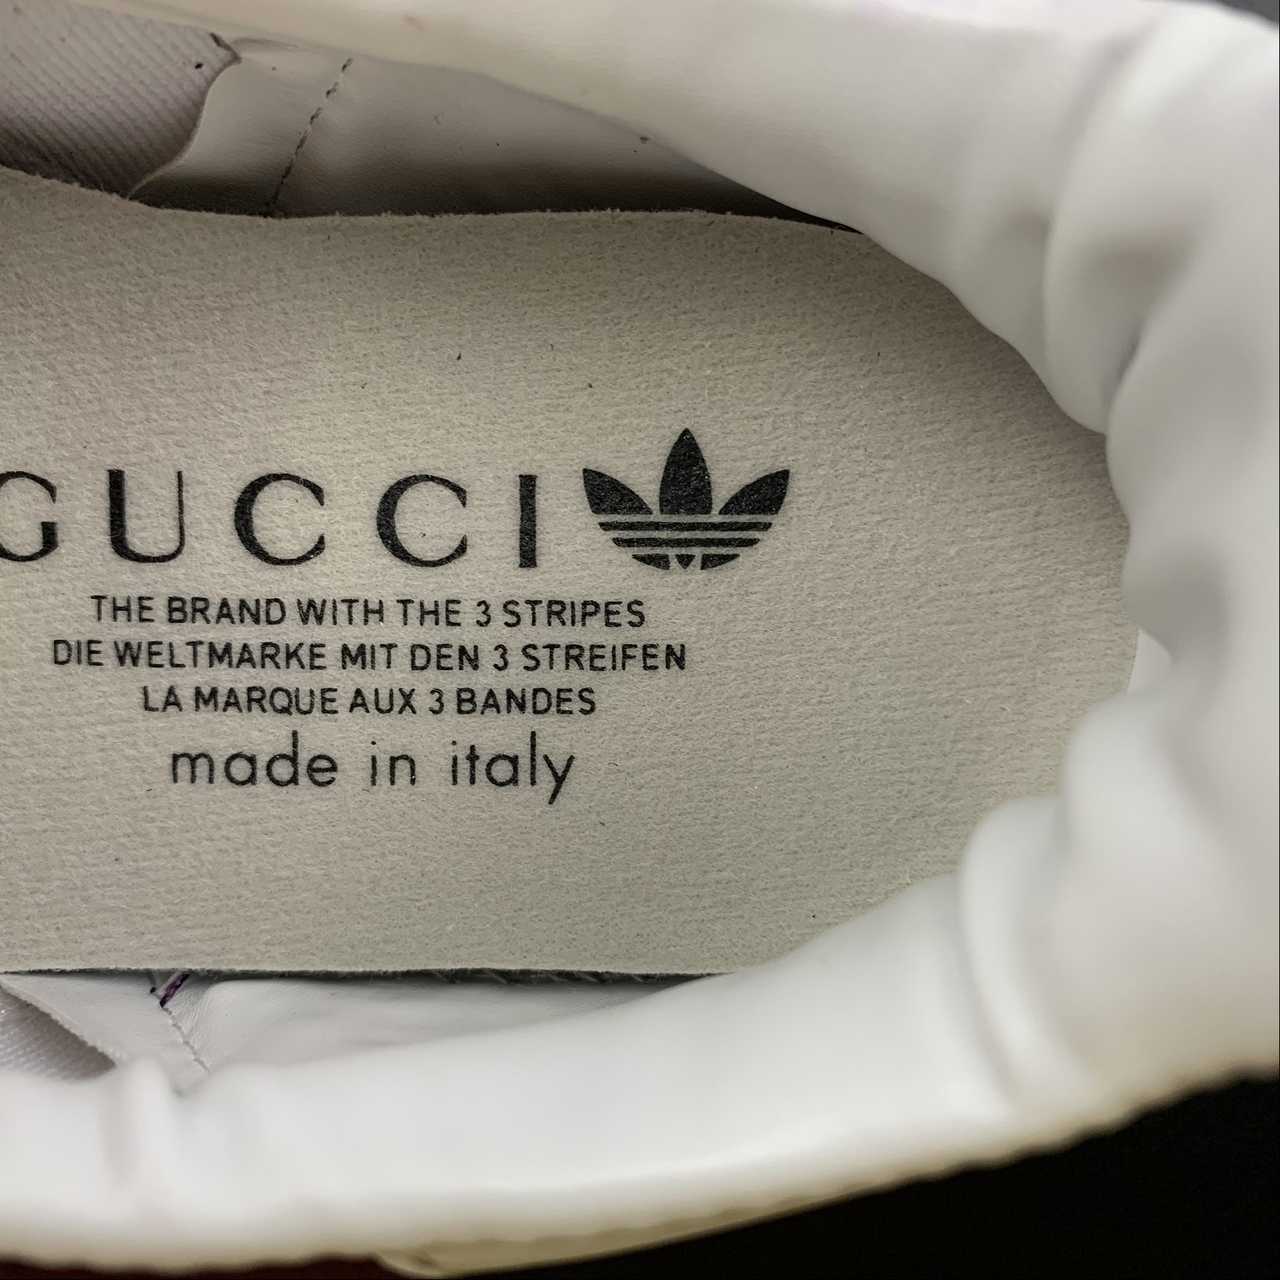 GUCCI
THE BRAND WITH THE 3 STRIPES
DIE WELTMARKE MIT DEN 3 STREIFEN
LA MARQUE AUX 3 BANDES
made in italy